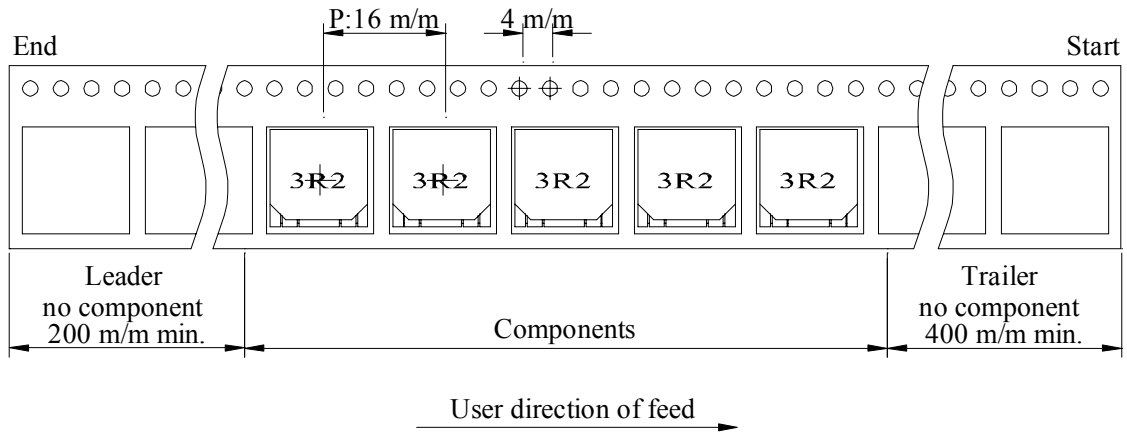 P:16 m/m
4 m/m
End
Start
3R2
3R2
3R2
3R2
3R2
Leader
no component
200 m/m min.
Components
Trailer
no component
400 m/m min.
User direction of feed